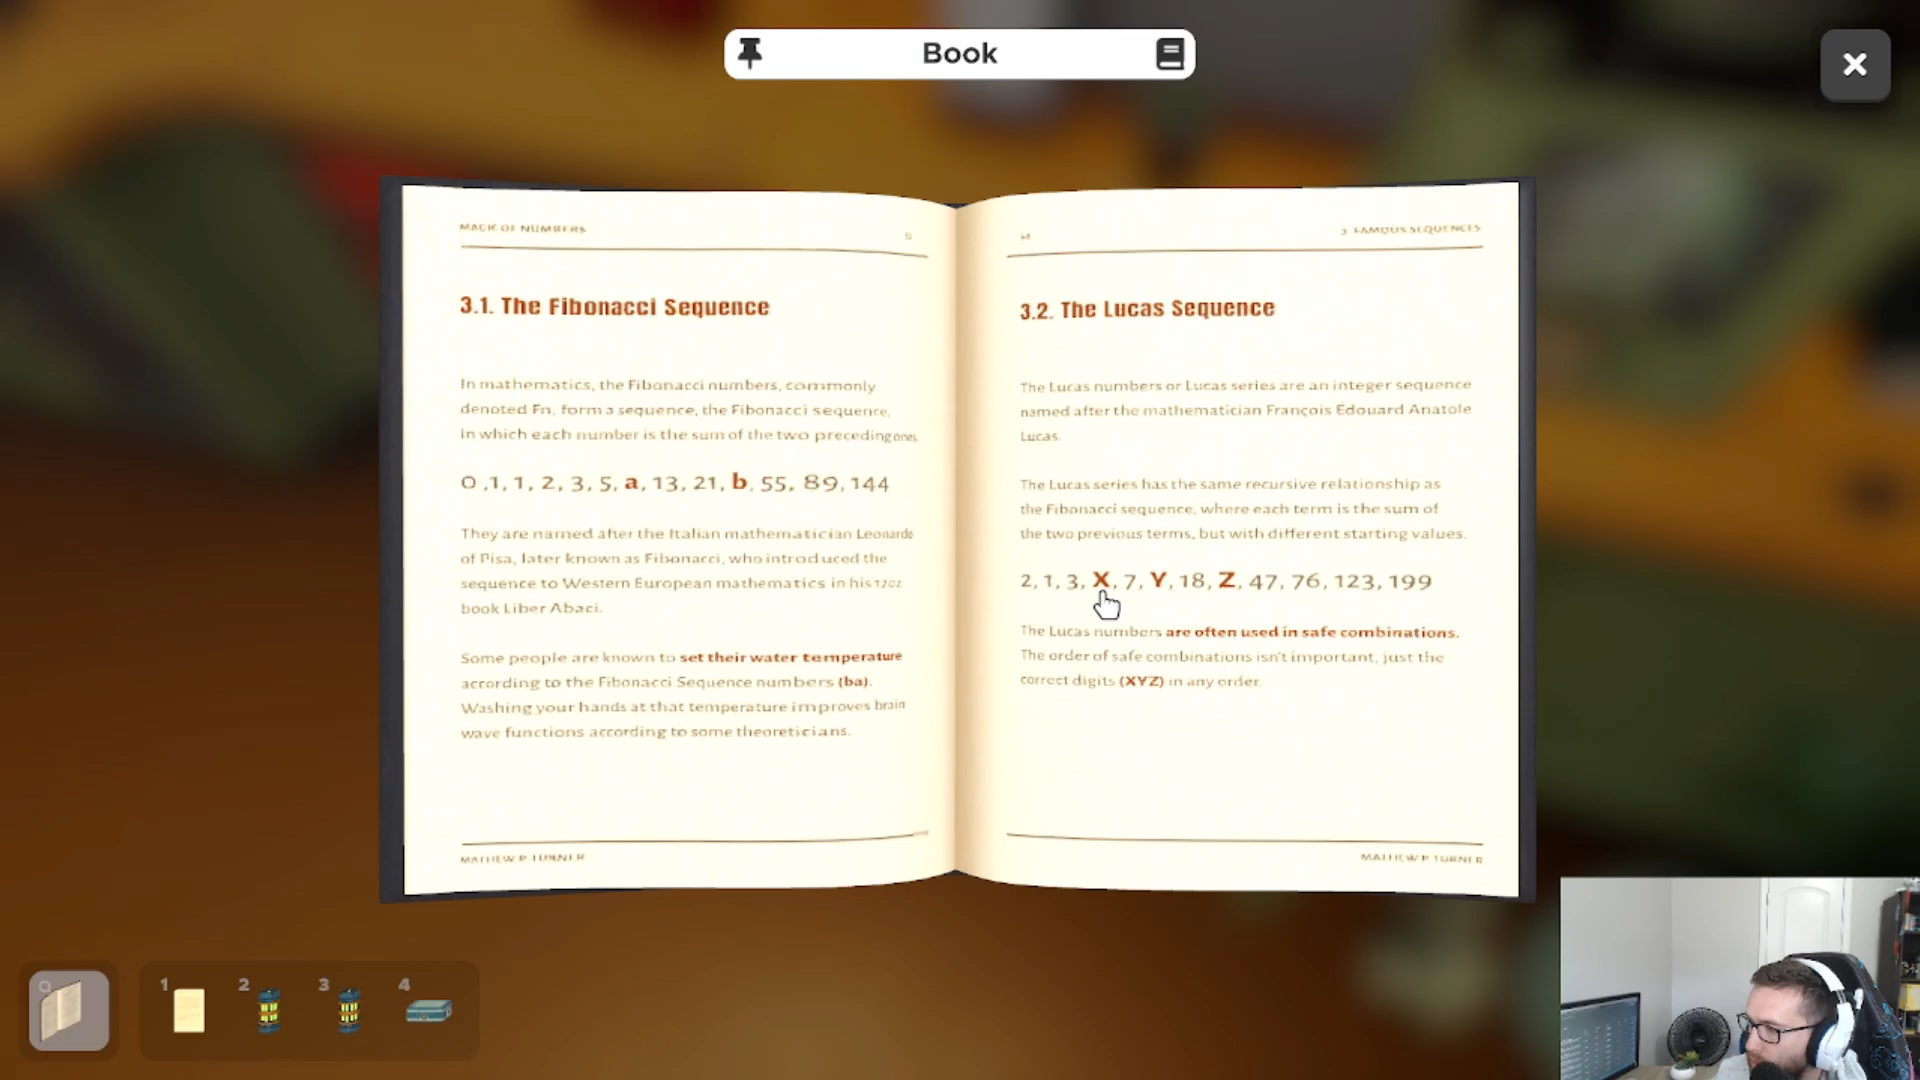 Book
MAGIC OF NUMBERS
3.1. The Fibonacci Sequence
In mathematics, the Fibonacci numbers, commonly
denoted Fn, form a sequence, the Fibonacci sequence,
in which each number is the sum of the two preceding ones.
0 ,1, 1, 2, 3, 5, a, 13, 21, b, 55, 89, 144
They are named after the Italian mathematician Leonardo
of Pisa, later known as Fibonacci, who introduced the
sequence to Western European mathematics in his 1202
book Liber Abaci.
Some people are known to set their water temperature
according to the Fibonacci Sequence numbers (ba).
Washing your hands at that temperature improves brain
wave functions according to some theoreticians.
MATHEW P. TURNER
3 FAMOUS SEQUENCES
3.2. The Lucas Sequence
The Lucas numbers or Lucas series are an integer sequence
named after the mathematician François Édouard Anatole
Lucas.
The Lucas series has the same recursive relationship as
the Fibonacci sequence, where each term is the sum of
the two previous terms, but with different starting values.
2, 1, 3, X, 7, Y, 18, Z, 47, 76, 123, 199
The Lucas numbers are often used in safe combinations.
The order of safe combinations isn't important, just the
correct digits (XYZ) in any order.
MATHEW P. TURNER
1
2
3
4